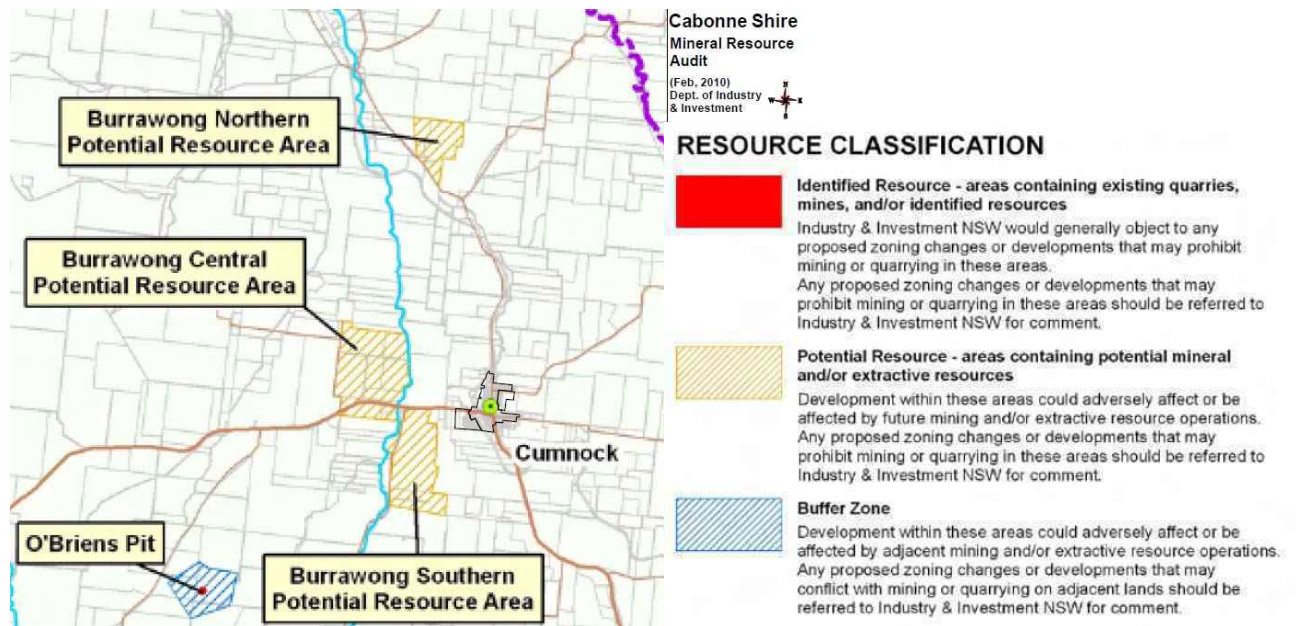 Cabonne Shire
Mineral Resource
Audit
(Feb, 2010)
Dept. of Industry
& Investment
Burrawong Northern
Potential Resource Area
Burrawong Central
Potential Resource Area
Cumnock
O'Briens Pit
Burrawong Southern
Potential Resource Area
RESOURCE CLASSIFICATION
Identified Resource - areas containing existing quarries,
mines, and/or identified resources
Industry & Investment NSW would generally object to any
proposed zoning changes or developments that may prohibit
mining or quarrying in these areas.
Any proposed zoning changes or developments that may
prohibit mining or quarrying in these areas should be referred to
Industry & Investment NSW for comment.
Potential Resource - areas containing potential mineral
and/or extractive resources
Development within these areas could adversely affect or be
affected by future mining and/or extractive resource operations.
Any proposed zoning changes or developments that may
prohibit mining or quarrying in these areas should be referred to
Industry & Investment NSW for comment.
Buffer Zone
Development within these areas could adversely affect or be
affected by adjacent mining and/or extractive resource operations.
Any proposed zoning changes or developments that may
conflict with mining or quarrying on adjacent lands should be
referred to Industry & Investment NSW for comment.